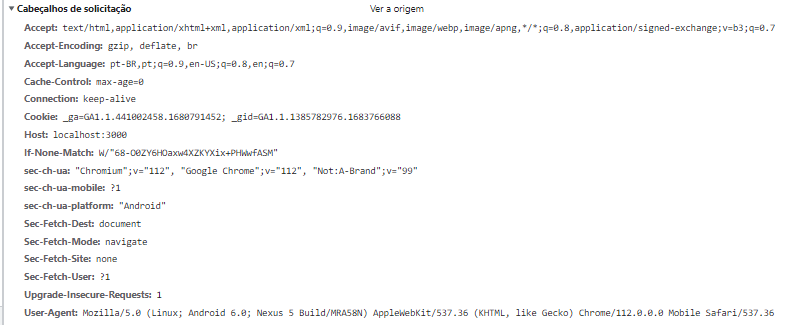 Cabeçalhos de solicitação Ver a origem
Accept: text/html,application/xhtml+xml,application/xml;q=0.9,image/avif,image/webp,image/apng,*/*;q=0.8,application/signed-exchange;v=b3;q=0.7
Accept-Encoding: gzip, deflate, br
Accept-Language: pt-BR,pt;q=0.9,en-US;q=0.8,en;q=0.7
Cache-Control: max-age=0
Connection: keep-alive
Cookie: _ga=GA1.1.441002458.1680791452; _gid=GA1.1.1385782976.1683766088
Host: localhost:3000
If-None-Match: W/"68-O0ZY6HOaxw4XZKYXix+PHWwfASM"
sec-ch-ua: "Chromium";v="112", "Google Chrome";v="112", "Not:A-Brand";v="99"
sec-ch-ua-mobile: ?1
sec-ch-ua-platform: "Android"
Sec-Fetch-Dest: document
Sec-Fetch-Mode: navigate
Sec-Fetch-Site: none
Sec-Fetch-User: ?1
Upgrade-Insecure-Requests: 1
User-Agent: Mozilla/5.0 (Linux; Android 6.0; Nexus 5 Build/MRA58N) AppleWebKit/537.36 (KHTML, like Gecko) Chrome/112.0.0.0 Mobile Safari/537.36